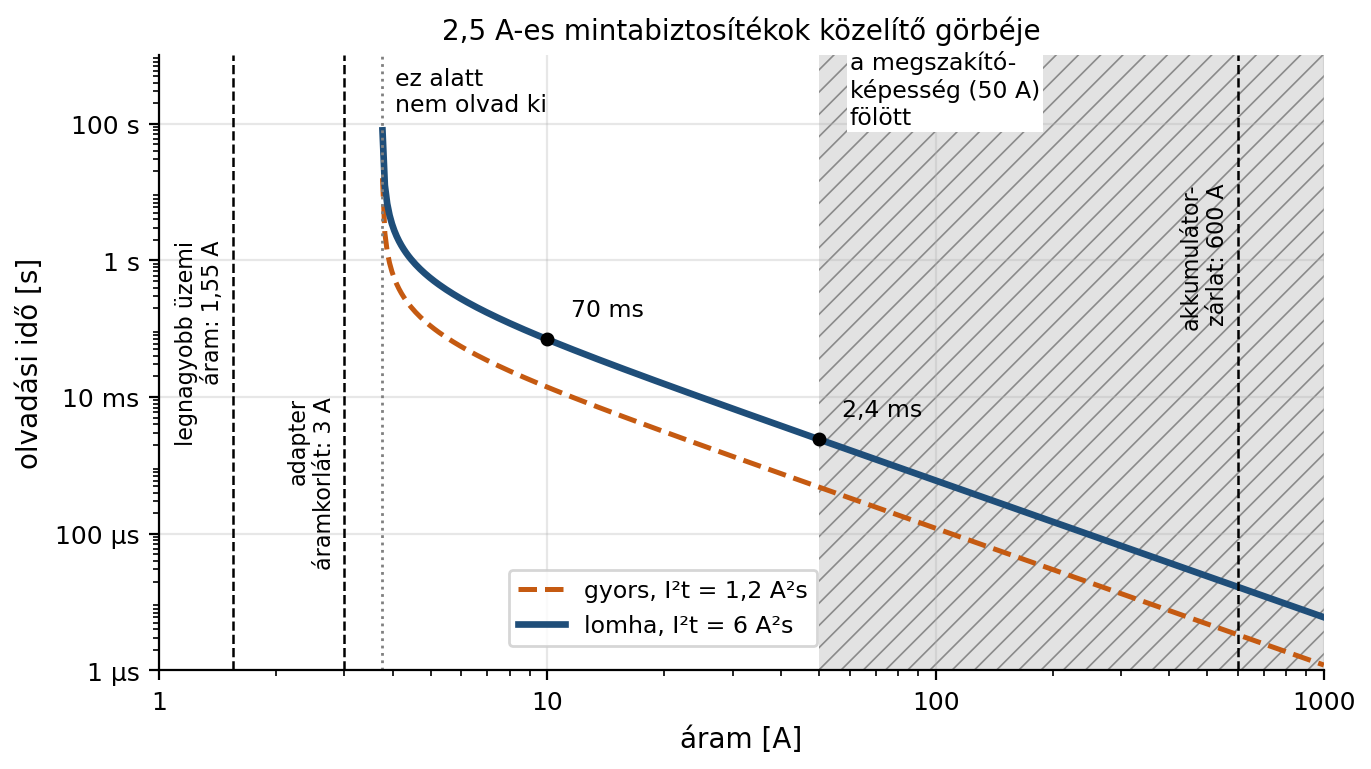 2,5 A-es mintabiztosítékok közelítő görbéje
olvadási idő [s]
100 s
1 s
10 ms
100 µs
1 µs
legnagyobb üzemi
áram: 1,55 A
adapter
áramkorlát: 3 A
ez alatt
nem olvad ki
70 ms
2,4 ms
a megszakító-
képesség (50 A)
fölött
akkumulátor-
zárlat: 600 A
gyors, I²t = 1,2 A²s
lomha, I²t = 6 A²s
1
10
100
1000
áram [A]